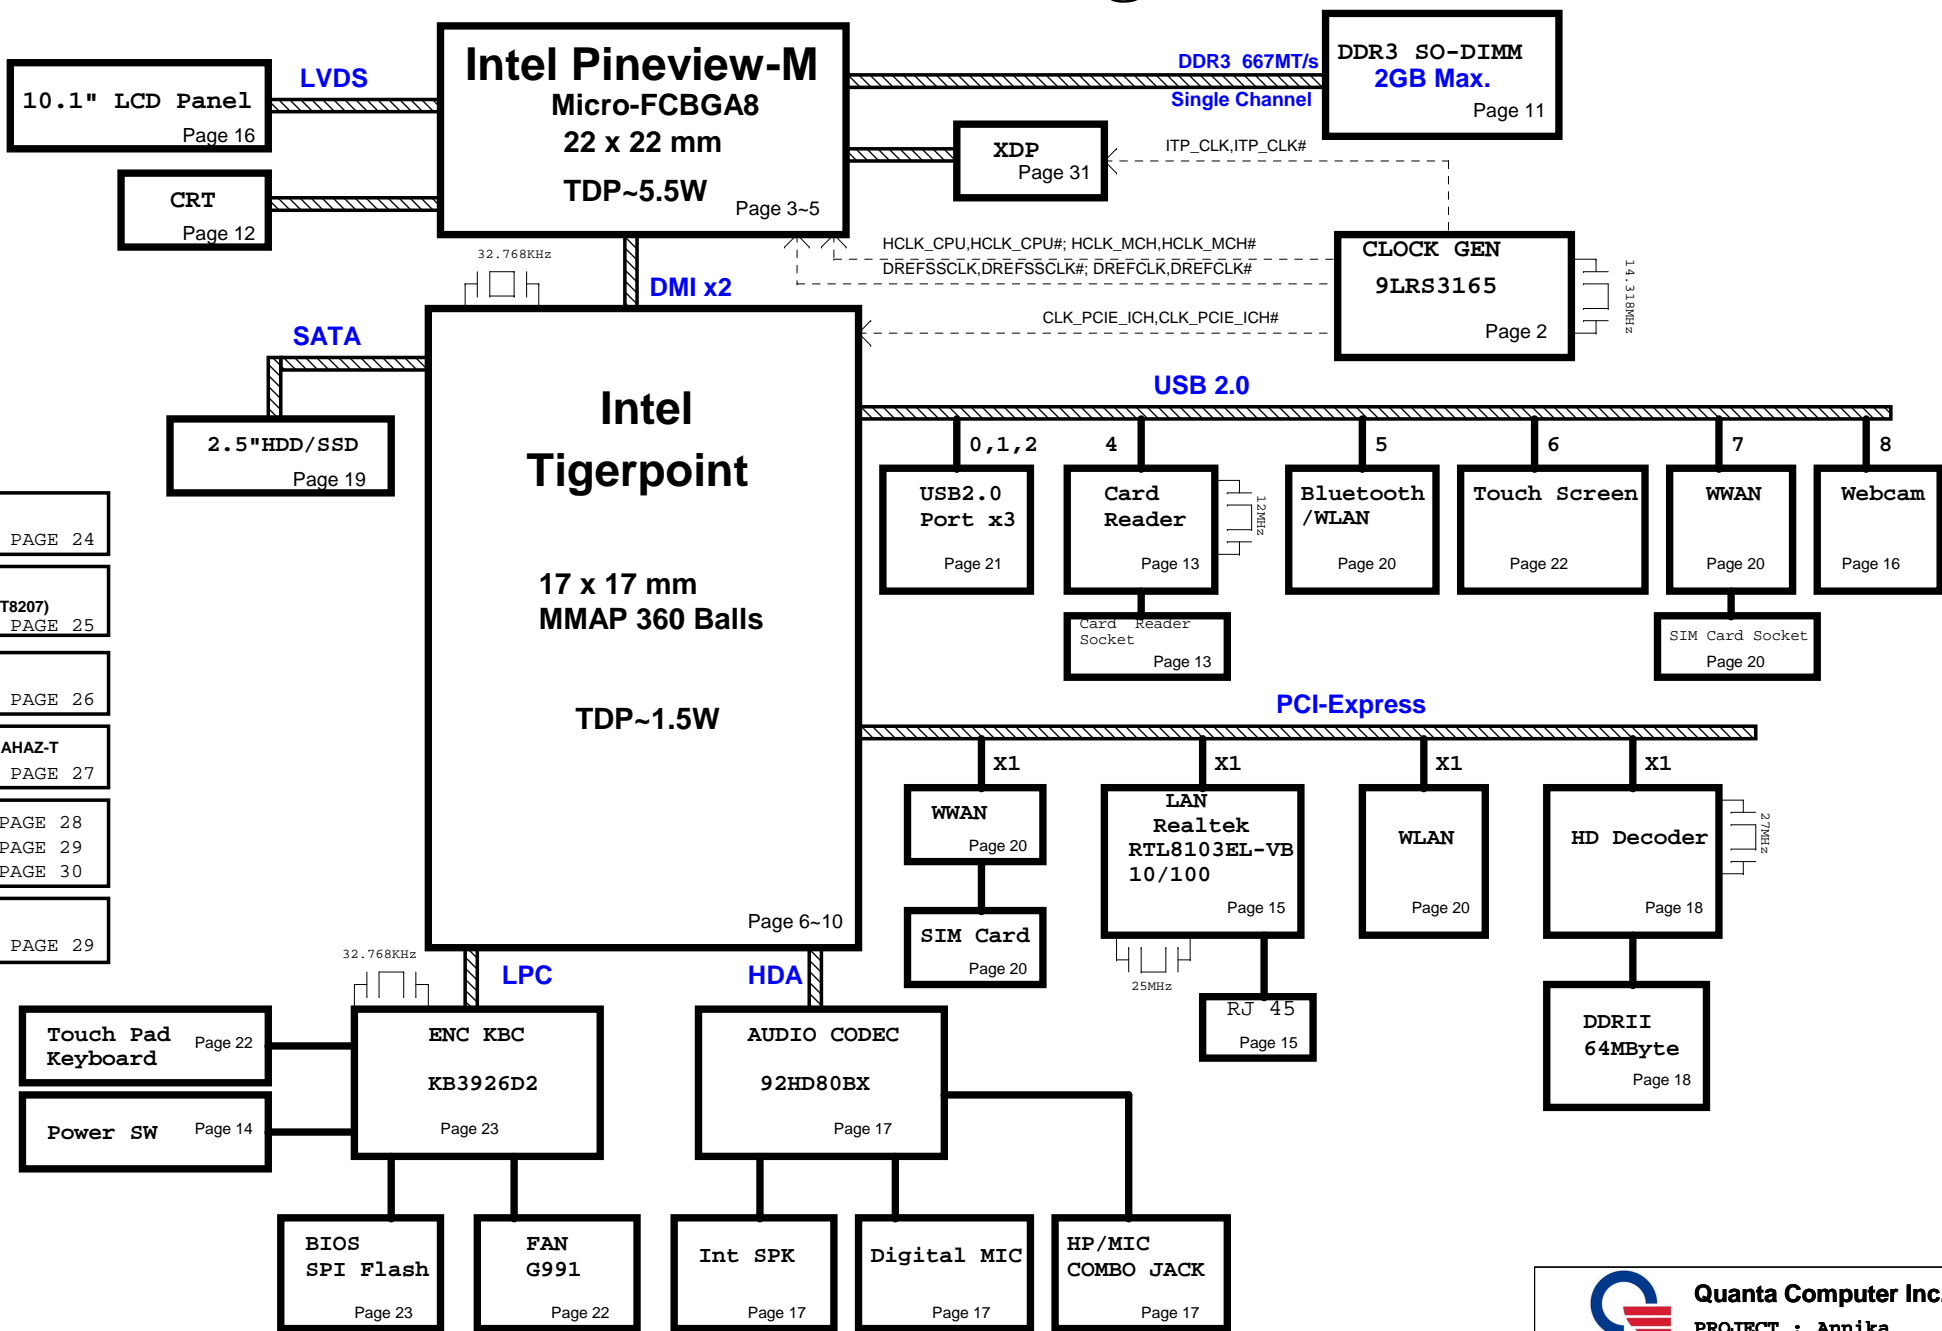 Intel Pineview-M
Micro-FCBGA8
22 x 22 mm
TDP~5.5W
Page 3~5
LVDS
10.1" LCD Panel
Page 16
CRT
Page 12
DDR3 667MT/s
Single Channel
DDR3 SO-DIMM
2GB Max.
Page 11
XDP
Page 31
ITP_CLK,ITP_CLK#
HCLK_CPU,HCLK_CPU#; HCLK_MCH,HCLK_MCH#
DREFSSCLK,DREFSSCLK#; DREFCLK,DREFCLK#
CLK_PCIE_ICH,CLK_PCIE_ICH#
CLOCK GEN
9LRS3165
Page 2
14.318MHz
32.768KHz
DMI x2
SATA
2.5"HDD/SSD
Page 19
Intel
Tigerpoint
17 x 17 mm
MMAP 360 Balls
TDP~1.5W
Page 6~10
USB 2.0
0,1,2
4
5
6
7
8
USB2.0
Port x3
Page 21
Card
Reader
Page 13
12MHz
Bluetooth
/WLAN
Page 20
Touch Screen
Page 22
WWAN
Page 20
Webcam
Page 16
Card Reader
Socket
Page 13
SIM Card Socket
Page 20
PAGE 24
T8207)
PAGE 25
PAGE 26
AHAZ-T
PAGE 27
PAGE 28
PAGE 29
PAGE 30
PAGE 29
PCI-Express
X1
X1
X1
X1
WWAN
Page 20
LAN
Realtek
RTL8103EL-VB
10/100
Page 15
WLAN
Page 20
HD Decoder
Page 18
27MHz
SIM Card
Page 20
25MHz
RJ 45
Page 15
DDRII
64MByte
Page 18
32.768KHz
LPC
HDA
Touch Pad
Keyboard
Page 22
Power SW
Page 14
ENC KBC
KB3926D2
Page 23
AUDIO CODEC
92HD80BX
Page 17
BIOS
SPI Flash
Page 23
FAN
G991
Page 22
Int SPK
Page 17
Digital MIC
Page 17
HP/MIC
COMBO JACK
Page 17
Quanta Computer Inc.
PROJECT : Annika